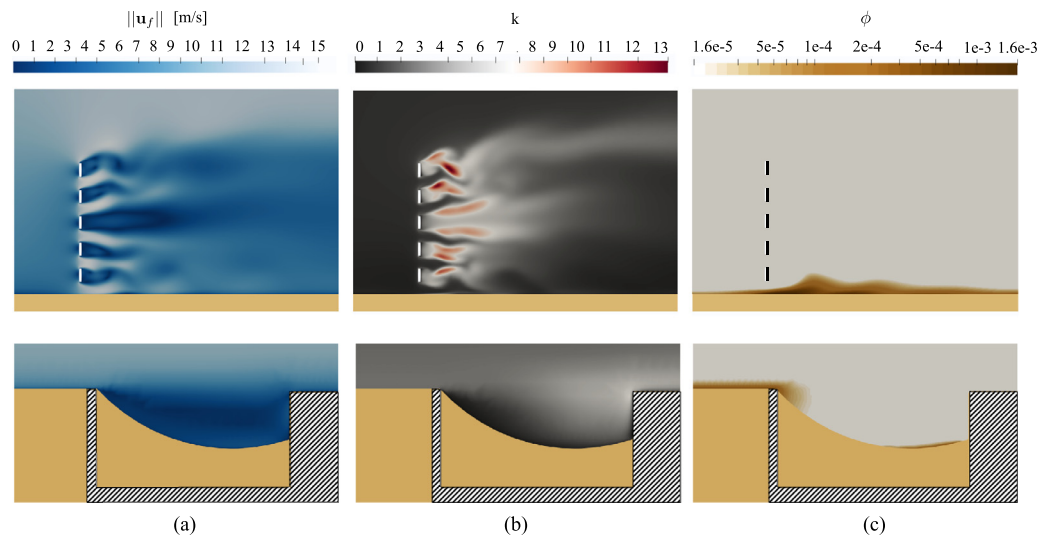 ||u_f|| [m/s]
0 1 2 3 4 5 6 7 8 9 10 11 12 13 14 15
k
0 1 2 3 4 5 6 7 8 9 10 11 12 13
ϕ
1.6e-5 5e-5 1e-4 2e-4 5e-4 1e-3 1.6e-3
(a)
(b)
(c)